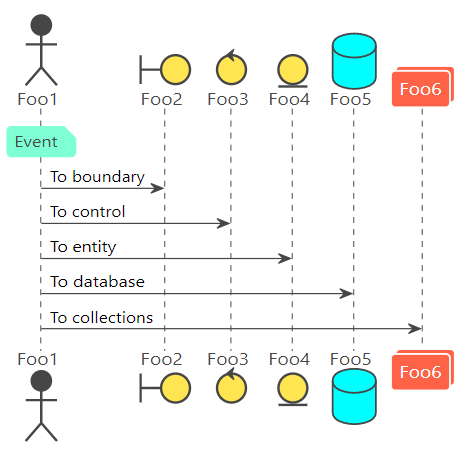 Foo1 Foo2 Foo3 Foo4 Foo5 Foo6
Event
To boundary
To control
To entity
To database
To collections
Foo1 Foo2 Foo3 Foo4 Foo5 Foo6